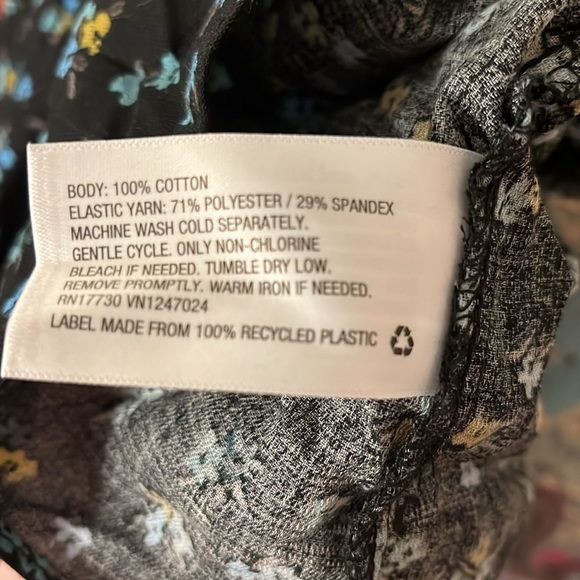 BODY: 100% COTTON
ELASTIC YARN: 71% POLYESTER / 29% SPANDEX
MACHINE WASH COLD SEPARATELY.
GENTLE CYCLE. ONLY NON-CHLORINE
BLEACH IF NEEDED. TUMBLE DRY LOW.
REMOVE PROMPTLY. WARM IRON IF NEEDED.
RN17730 VN1247024
LABEL MADE FROM 100% RECYCLED PLASTIC